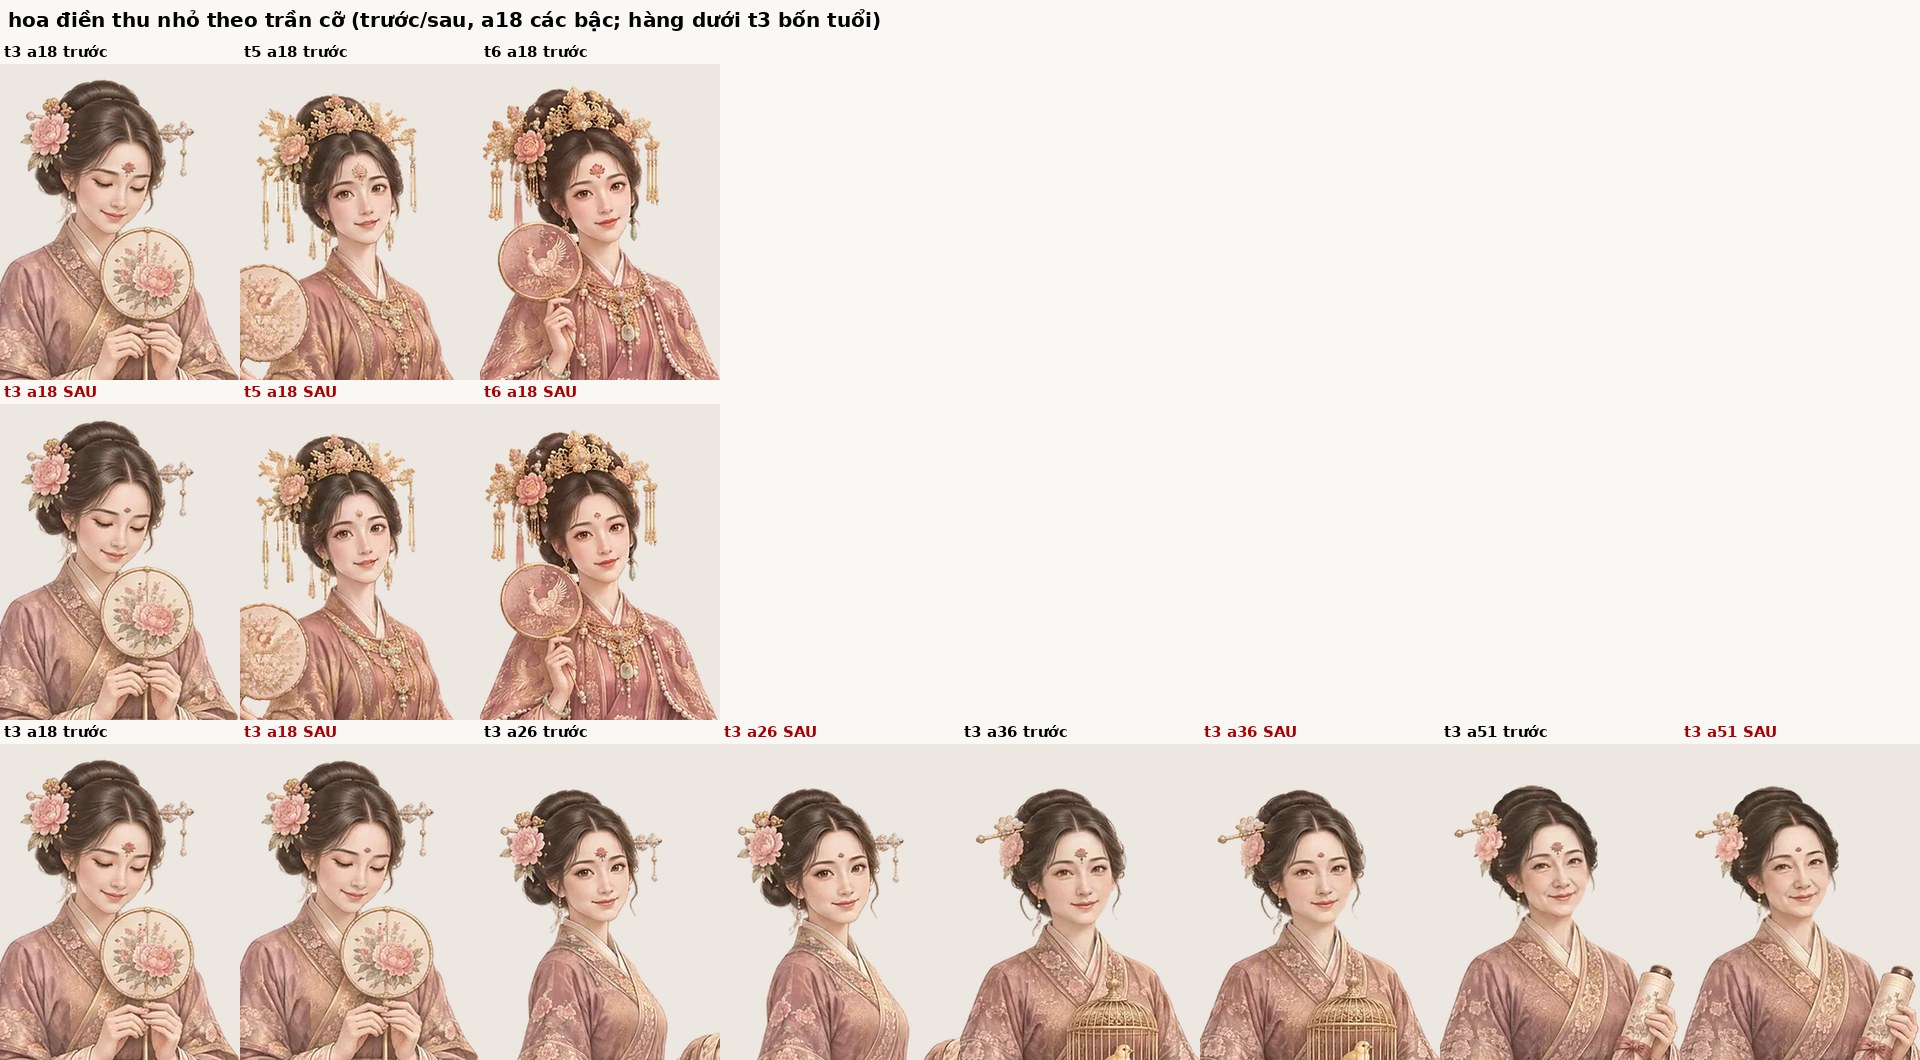 hoa điền thu nhỏ theo trần cỡ (trước/sau, a18 các bậc; hàng dưới t3 bốn tuổi)
t3 a18 trước t5 a18 trước t6 a18 trước
t3 a18 SAU t5 a18 SAU t6 a18 SAU
t3 a18 trước t3 a18 SAU t3 a26 trước t3 a26 SAU t3 a36 trước t3 a36 SAU t3 a51 trước t3 a51 SAU